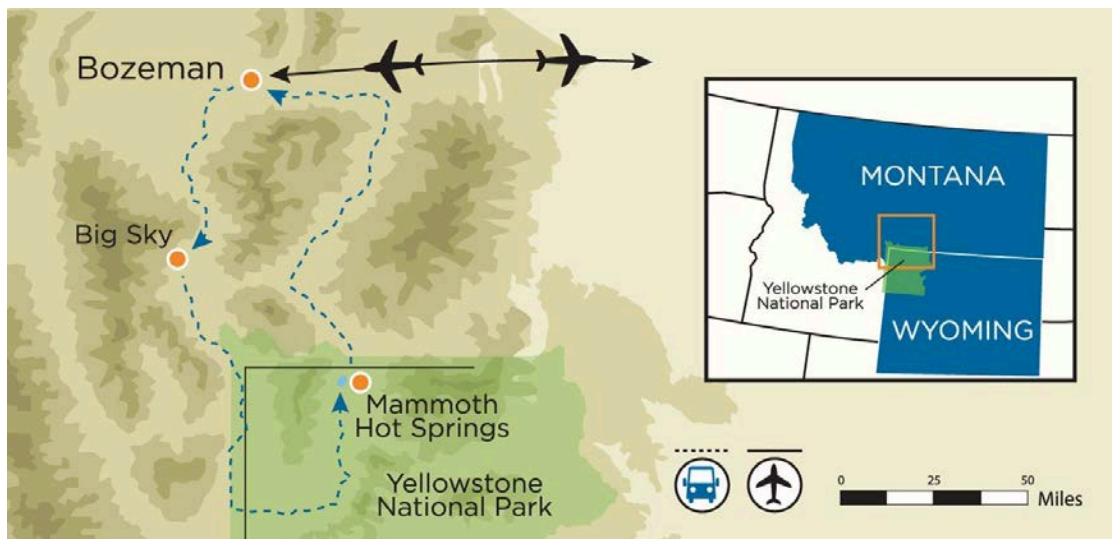 Bozeman
Big Sky
Mammoth
Hot Springs
Yellowstone
National Park
MONTANA
Yellowstone
National Park
WYOMING
0 25 50
Miles